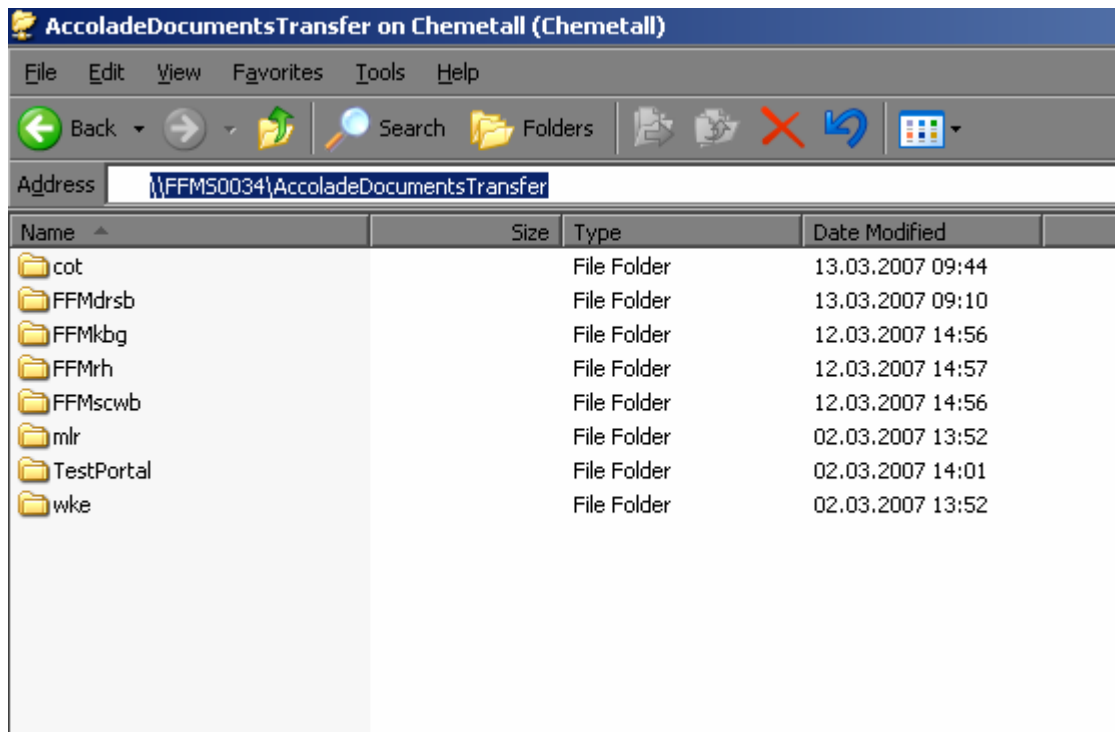 AccoladeDocumentsTransfer on Chemetall (Chemetall)
File Edit View Favorites Tools Help
Back Search Folders
Address \\FFMS0034\AccoladeDocumentsTransfer
Name Size Type Date Modified
cot File Folder 13.03.2007 09:44
FFMdrsb File Folder 13.03.2007 09:10
FFMkbg File Folder 12.03.2007 14:56
FFMrh File Folder 12.03.2007 14:57
FFMscwb File Folder 12.03.2007 14:56
mlr File Folder 02.03.2007 13:52
TestPortal File Folder 02.03.2007 14:01
wke File Folder 02.03.2007 13:52